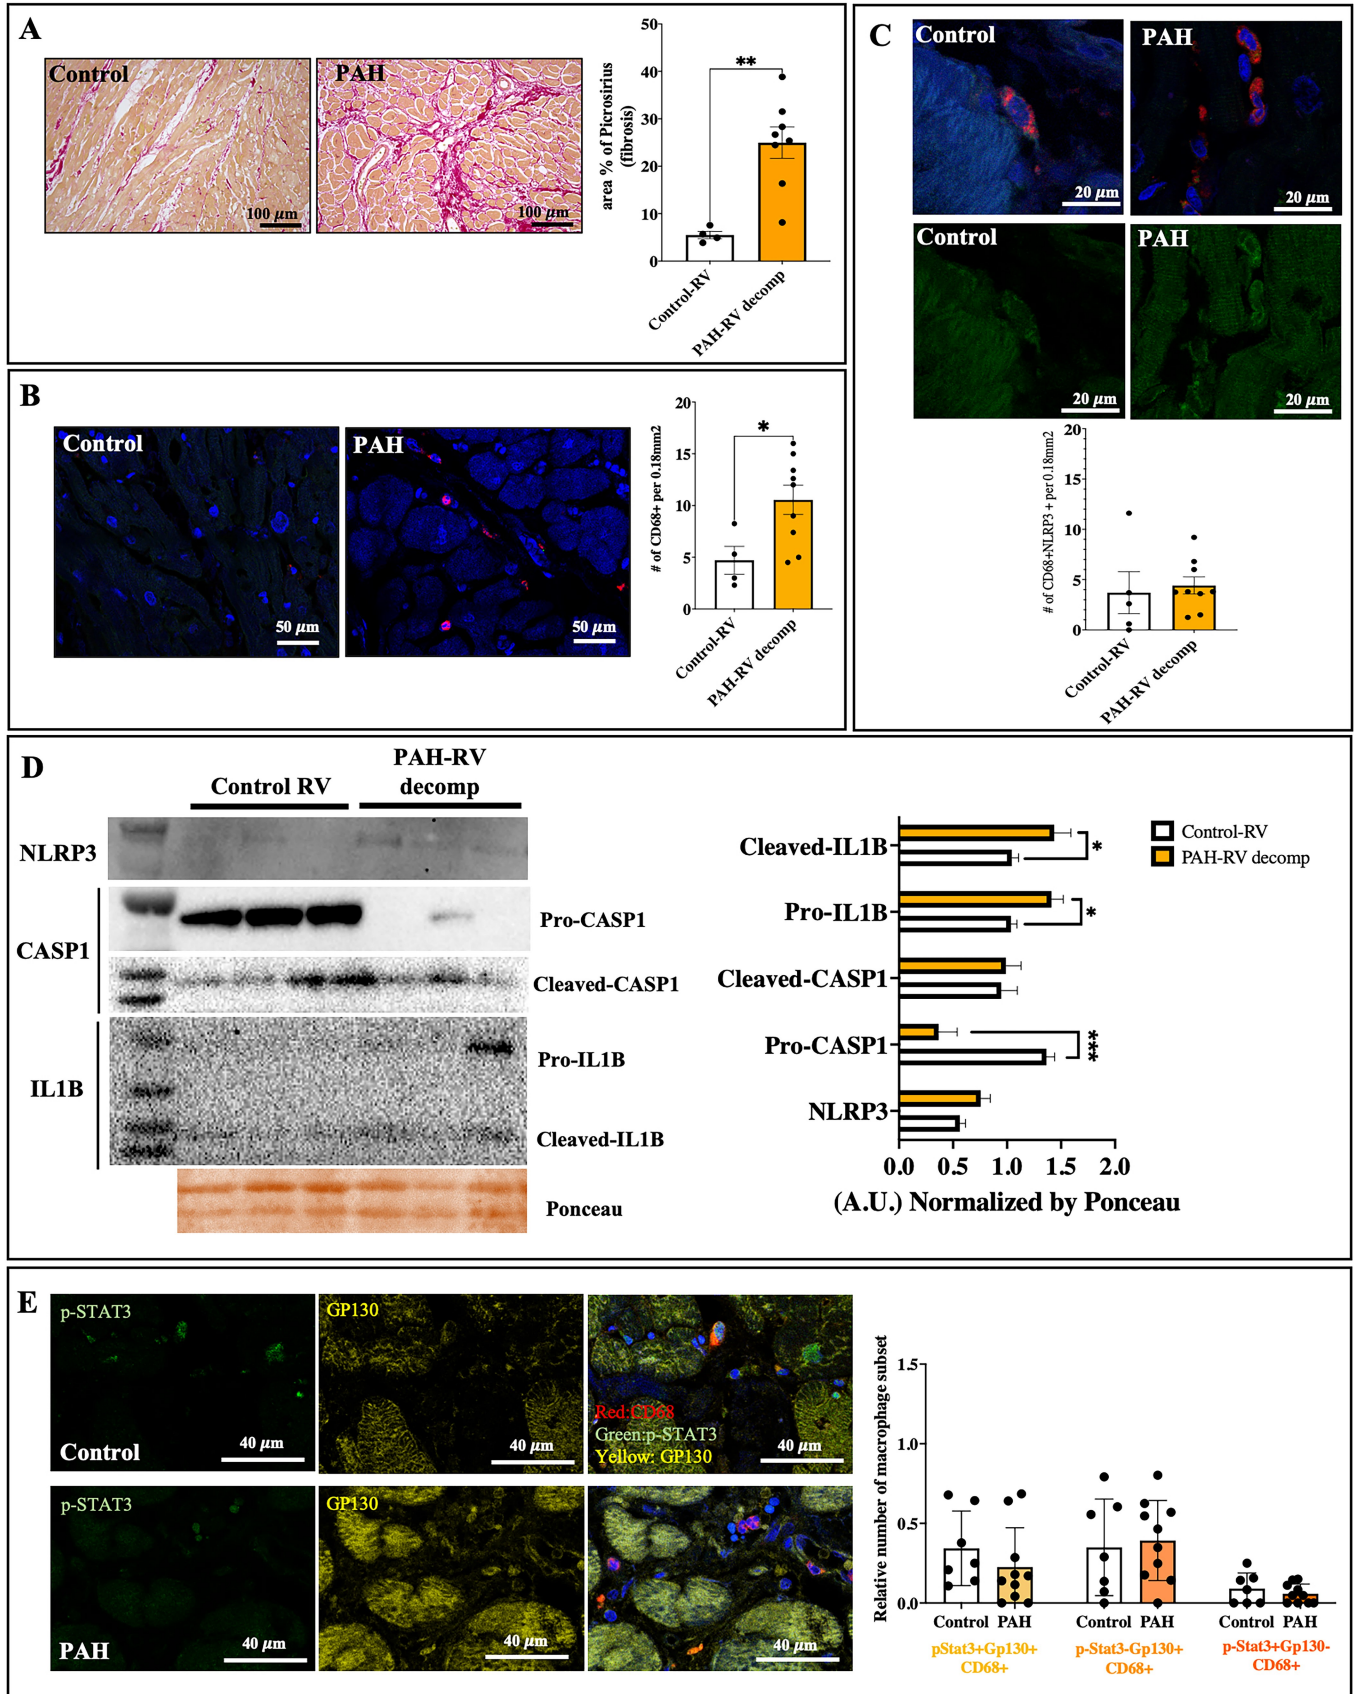 A
Control
PAH
100 µm
100 µm
area % of Picrosirius
(fibrosis)
50
40
30
20
10
0
**
Control-RV
PAH-RV decomp
B
Control
PAH
50 µm
50 µm
# of CD68+ per 0.18mm2
20
15
10
5
0
*
Control-RV
PAH-RV decomp
C
Control
PAH
20 µm
20 µm
Control
PAH
20 µm
20 µm
# of CD68+NLRP3 + per 0.18mm2
20
15
10
5
0
Control-RV
PAH-RV decomp
D
Control RV
PAH-RV
decomp
NLRP3
CASP1
Pro-CASP1
Cleaved-CASP1
IL1B
Pro-IL1B
Cleaved-IL1B
Ponceau
Cleaved-IL1B
*
Pro-IL1B
*
Cleaved-CASP1
Pro-CASP1
***
NLRP3
0.0 0.5 1.0 1.5 2.0
(A.U.) Normalized by Ponceau
Control-RV
PAH-RV decomp
E
p-STAT3
Control
40 µm
GP130
40 µm
Red:CD68
Green:p-STAT3
Yellow: GP130
40 µm
p-STAT3
PAH
40 µm
GP130
40 µm
40 µm
Relative number of macrophage subset
1.5
1.0
0.5
0.0
Control PAH Control PAH Control PAH
pStat3+Gp130+
CD68+
p-Stat3-Gp130+
CD68+
p-Stat3+Gp130-
CD68+